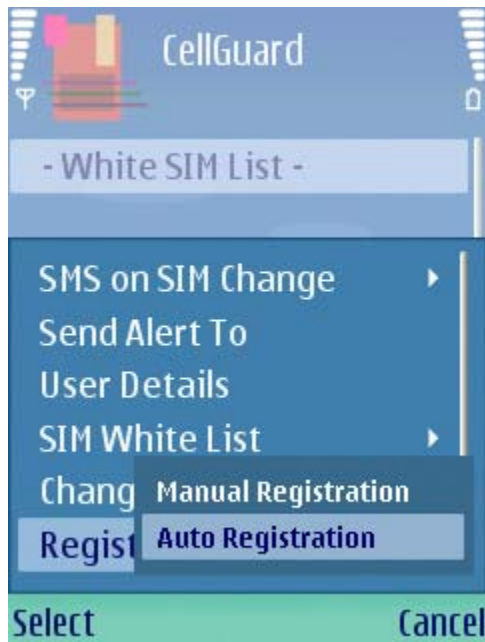 CellGuard
- White SIM List -
SMS on SIM Change
Send Alert To
User Details
SIM White List
Chang
Manual Registration
Regist
Auto Registration
Select
Cancel